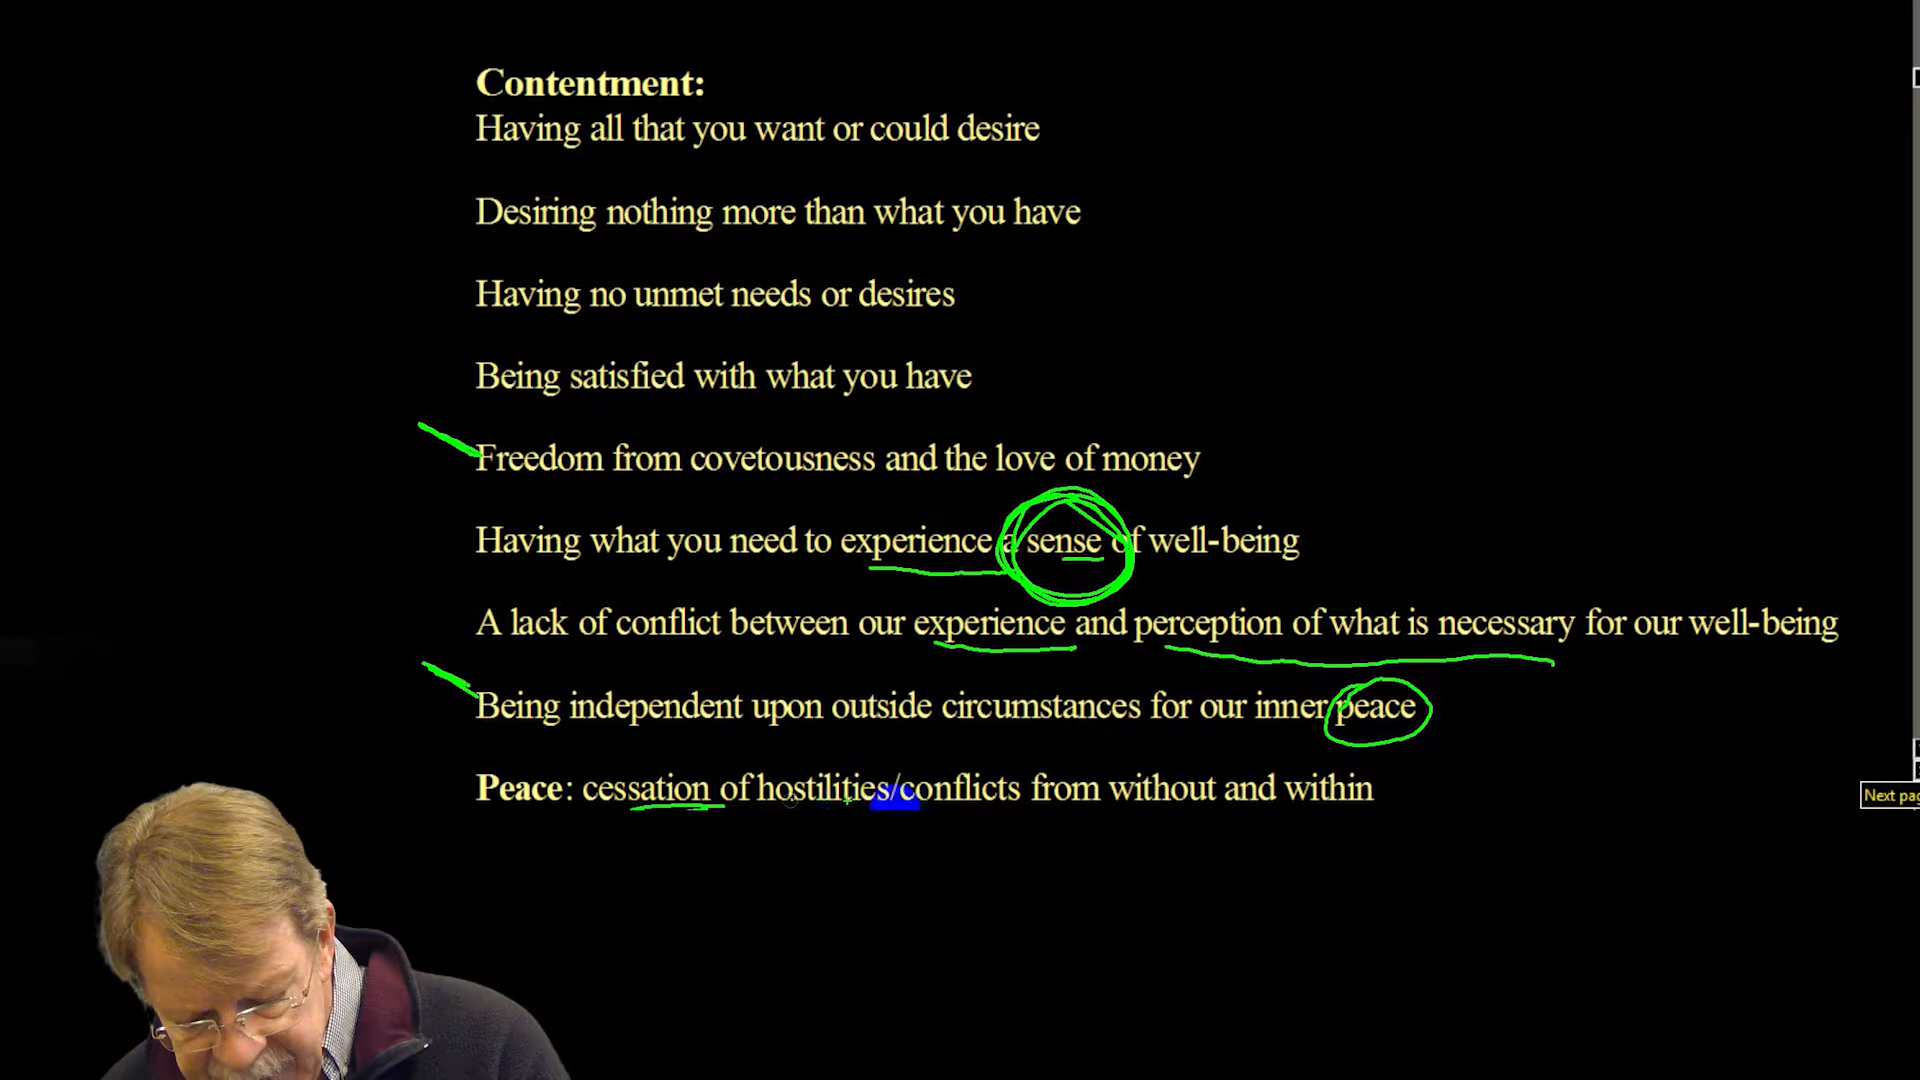 Contentment:
Having all that you want or could desire
Desiring nothing more than what you have
Having no unmet needs or desires
Being satisfied with what you have
Freedom from covetousness and the love of money
Having what you need to experience a sense of well-being
A lack of conflict between our experience and perception of what is necessary for our well-being
Being independent upon outside circumstances for our inner peace
Peace: cessation of hostilities/conflicts from without and within
Next pag